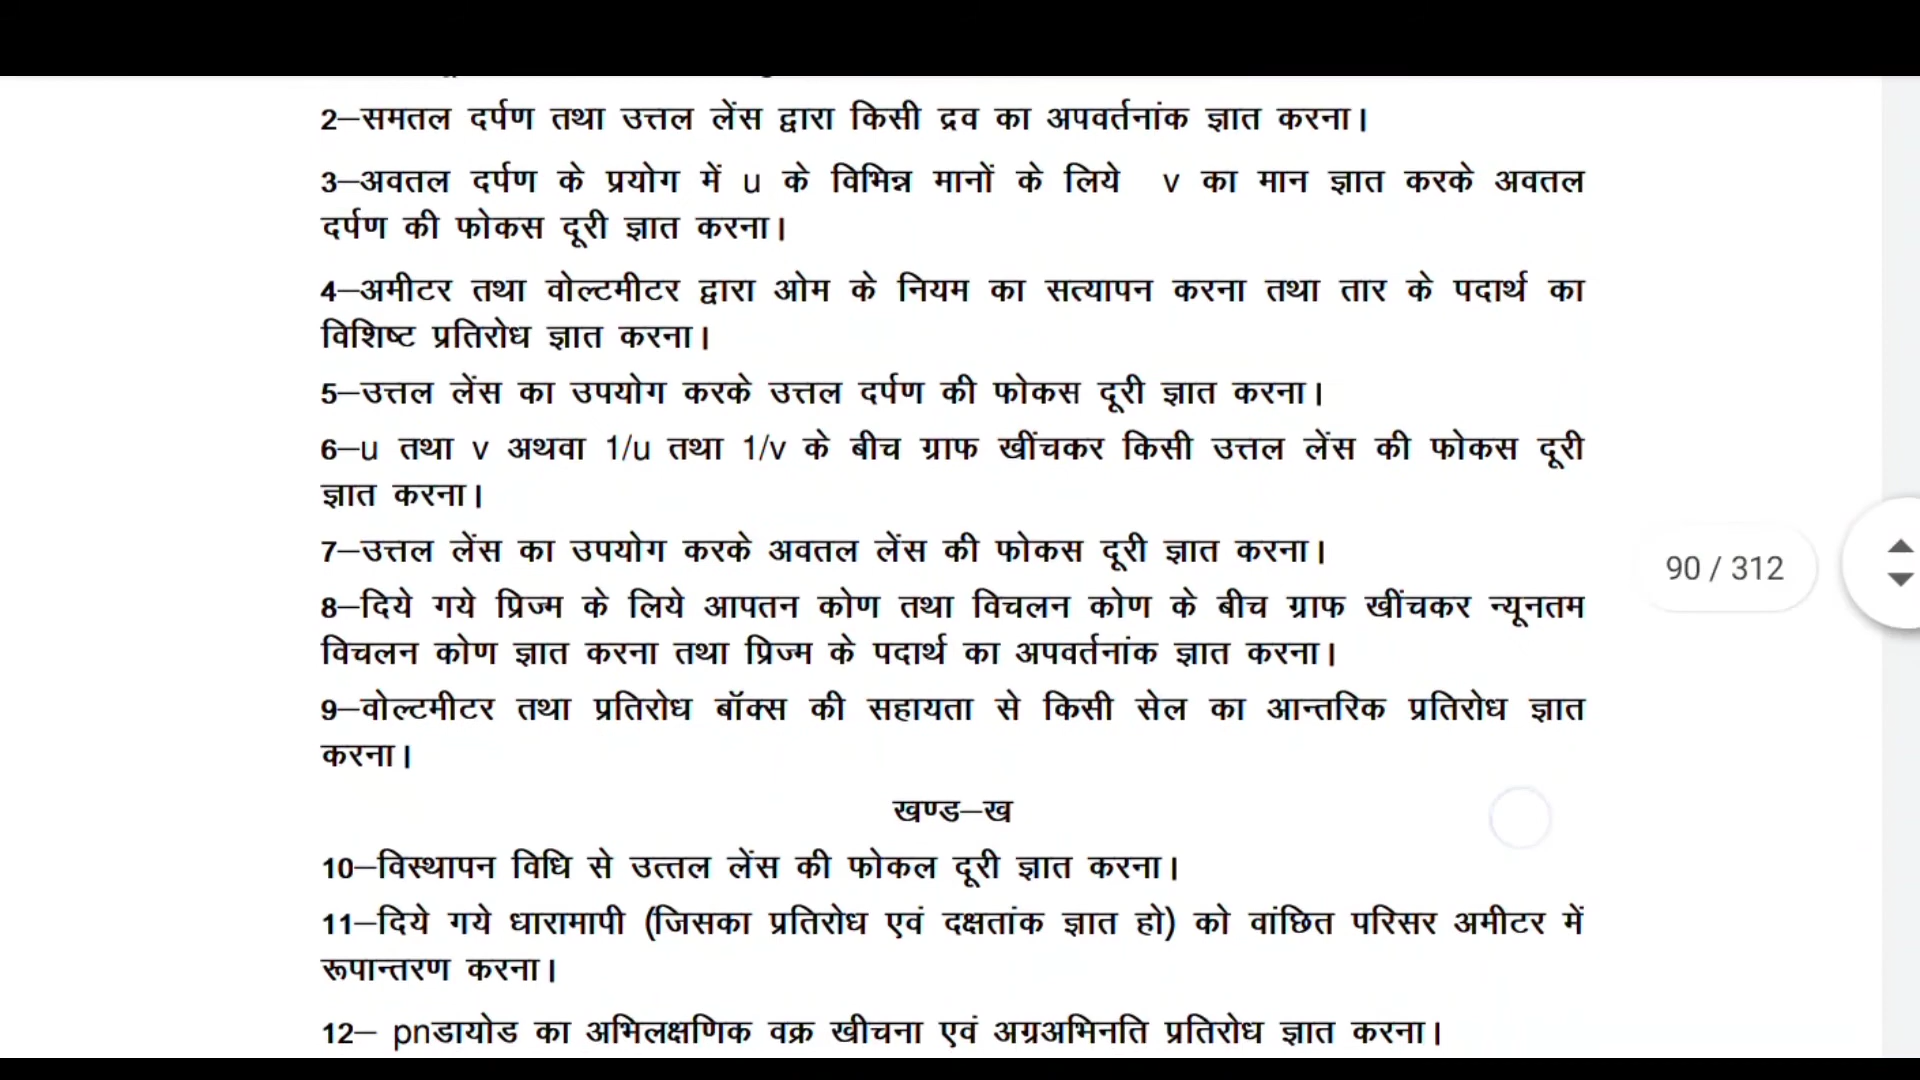 2–समतल दर्पण तथा उत्तल लेंस द्वारा किसी द्रव का अपवर्तनांक ज्ञात करना।
3–अवतल दर्पण के प्रयोग में u के विभिन्न मानों के लिये v का मान ज्ञात करके अवतल
दर्पण की फोकस दूरी ज्ञात करना।
4–अमीटर तथा वोल्टमीटर द्वारा ओम के नियम का सत्यापन करना तथा तार के पदार्थ का
विशिष्ट प्रतिरोध ज्ञात करना।
5–उत्तल लेंस का उपयोग करके उत्तल दर्पण की फोकस दूरी ज्ञात करना।
6–u तथा v अथवा 1/u तथा 1/v के बीच ग्राफ खींचकर किसी उत्तल लेंस की फोकस दूरी
ज्ञात करना।
7–उत्तल लेंस का उपयोग करके अवतल लेंस की फोकस दूरी ज्ञात करना।
90 / 312
8–दिये गये प्रिज्म के लिये आपतन कोण तथा विचलन कोण के बीच ग्राफ खींचकर न्यूनतम
विचलन कोण ज्ञात करना तथा प्रिज्म के पदार्थ का अपवर्तनांक ज्ञात करना।
9–वोल्टमीटर तथा प्रतिरोध बॉक्स की सहायता से किसी सेल का आन्तरिक प्रतिरोध ज्ञात
करना।
खण्ड–ख
10–विस्थापन विधि से उत्तल लेंस की फोकल दूरी ज्ञात करना।
11–दिये गये धारामापी (जिसका प्रतिरोध एवं दक्षतांक ज्ञात हो) को वांछित परिसर अमीटर में
रूपान्तरण करना।
12– pnडायोड का अभिलक्षणिक वक्र खीचना एवं अग्रअभिनति प्रतिरोध ज्ञात करना।